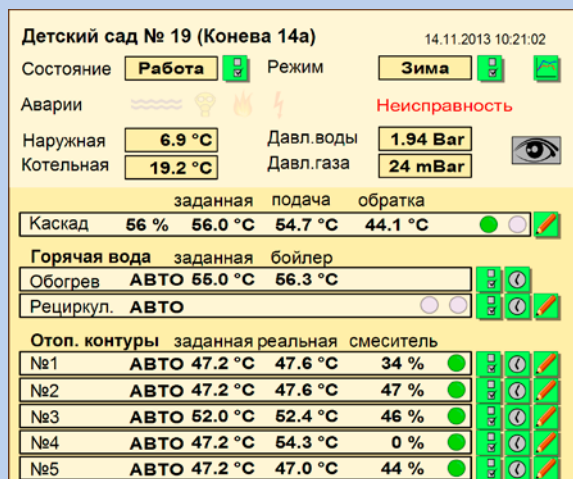 Детский сад № 19 (Конева 14а) 14.11.2013 10:21:02
Состояние Работа Режим Зима
Аварии Неисправность
Наружная 6.9 °C Давл.воды 1.94 Bar
Котельная 19.2 °C Давл.газа 24 mBar
заданная подача обратка
Каскад 56 % 56.0 °C 54.7 °C 44.1 °C
Горячая вода заданная бойлер
Обогрев АВТО 55.0 °C 56.3 °C
Рециркул. АВТО
Отоп. контуры заданная реальная смеситель
№1 АВТО 47.2 °C 47.6 °C 34 %
№2 АВТО 47.2 °C 47.6 °C 47 %
№3 АВТО 52.0 °C 52.4 °C 46 %
№4 АВТО 47.2 °C 54.3 °C 0 %
№5 АВТО 47.2 °C 47.0 °C 44 %